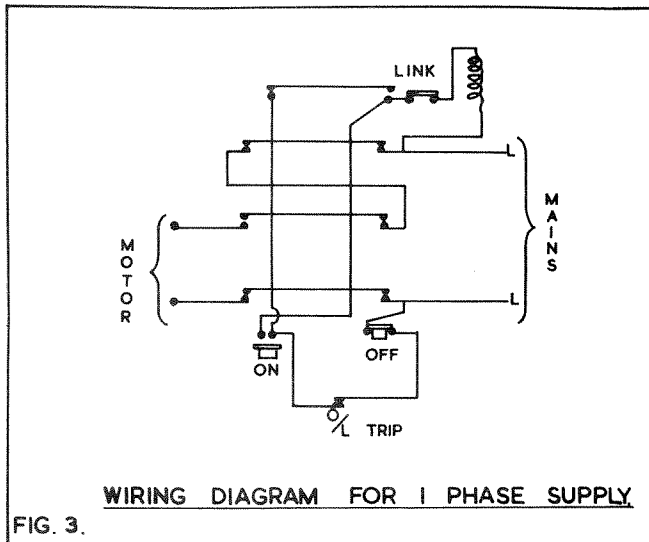 LINK
L
MOTOR
MAINS
L
OFF
ON
O/L TRIP
WIRING DIAGRAM FOR 1 PHASE SUPPLY.
FIG. 3.